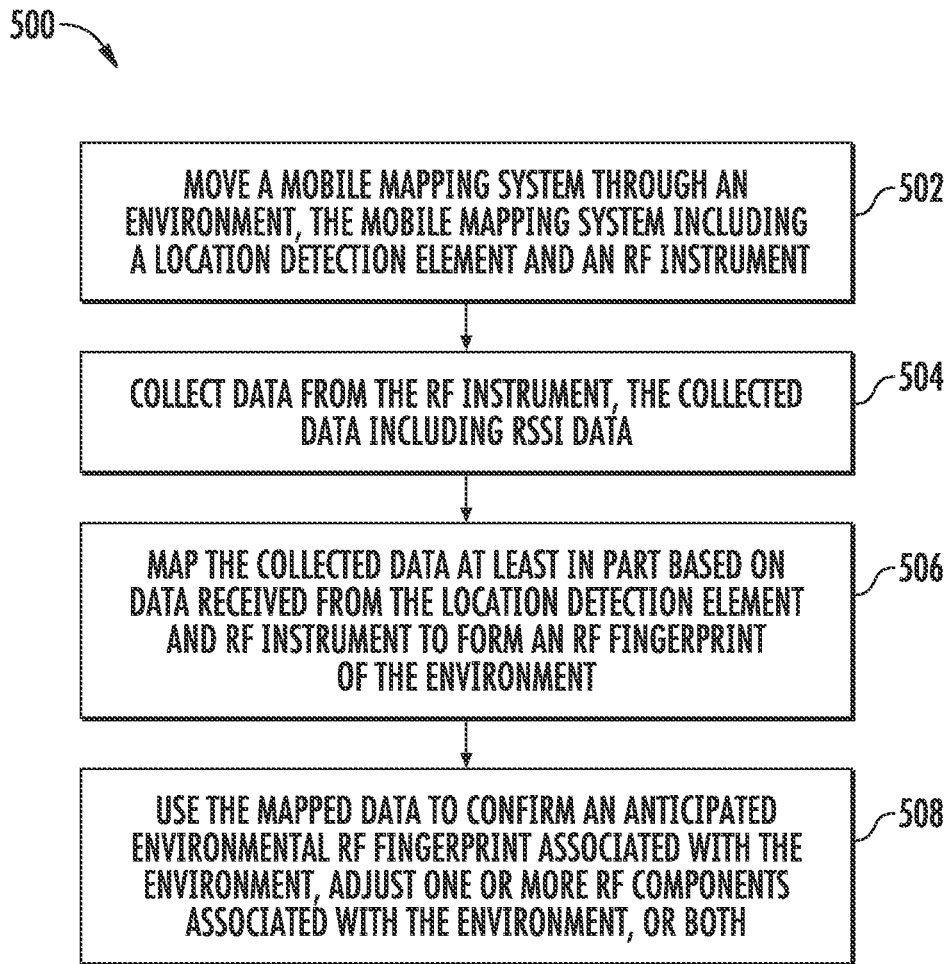 500
MOVE A MOBILE MAPPING SYSTEM THROUGH AN
ENVIRONMENT, THE MOBILE MAPPING SYSTEM INCLUDING
A LOCATION DETECTION ELEMENT AND AN RF INSTRUMENT
502
COLLECT DATA FROM THE RF INSTRUMENT, THE COLLECTED
DATA INCLUDING RSSI DATA
504
MAP THE COLLECTED DATA AT LEAST IN PART BASED ON
DATA RECEIVED FROM THE LOCATION DETECTION ELEMENT
AND RF INSTRUMENT TO FORM AN RF FINGERPRINT
OF THE ENVIRONMENT
506
USE THE MAPPED DATA TO CONFIRM AN ANTICIPATED
ENVIRONMENTAL RF FINGERPRINT ASSOCIATED WITH THE
ENVIRONMENT, ADJUST ONE OR MORE RF COMPONENTS
ASSOCIATED WITH THE ENVIRONMENT, OR BOTH
508